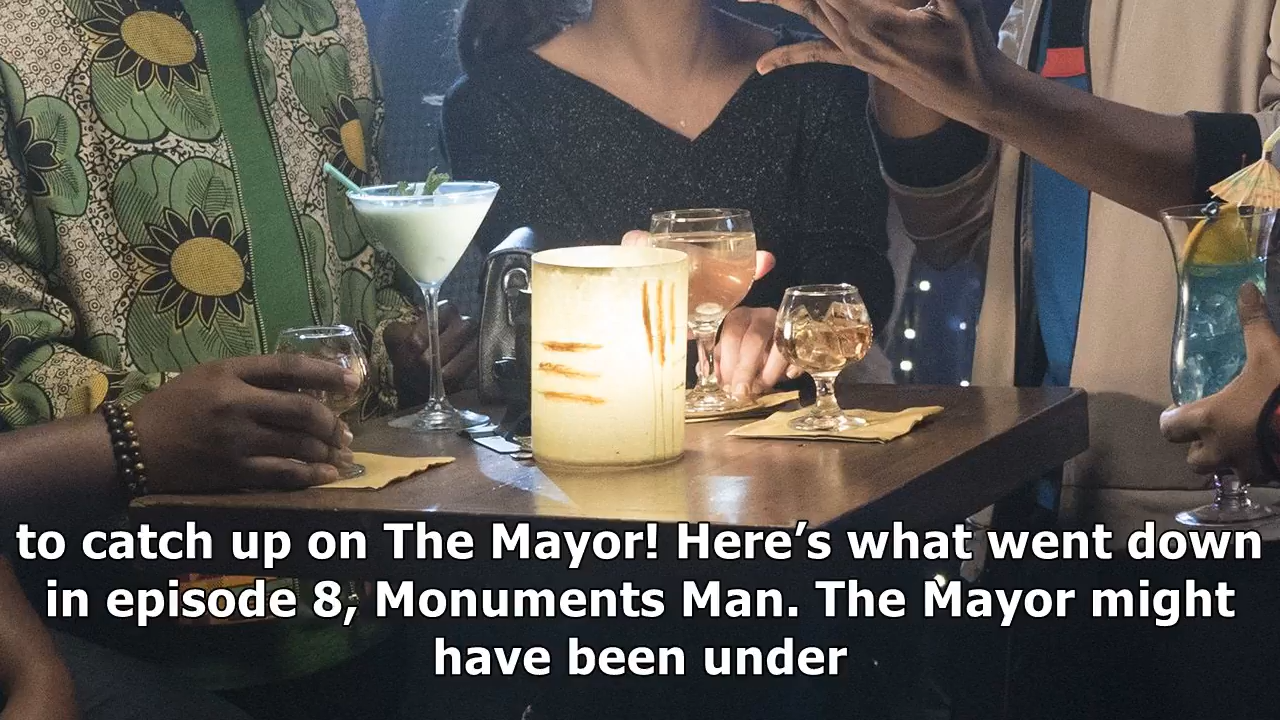 to catch up on The Mayor! Here’s what went down
in episode 8, Monuments Man. The Mayor might
have been under